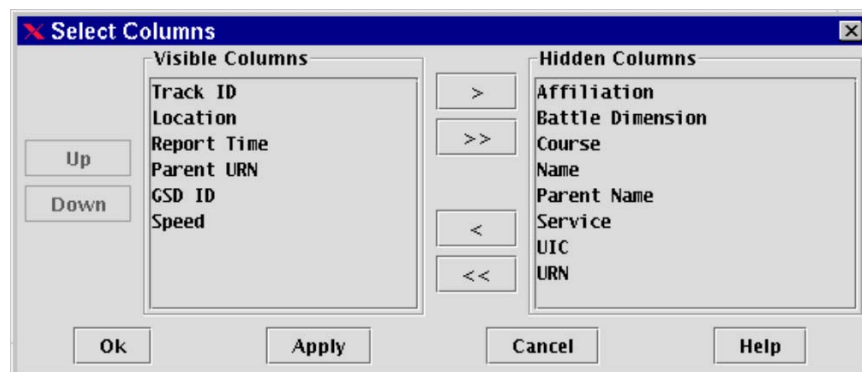 Select Columns
Visible Columns
Track ID
Location
Report Time
Parent URN
GSD ID
Speed
Up
Down
>
>>
<
<<
Hidden Columns
Affiliation
Battle Dimension
Course
Name
Parent Name
Service
UIC
URN
Ok
Apply
Cancel
Help